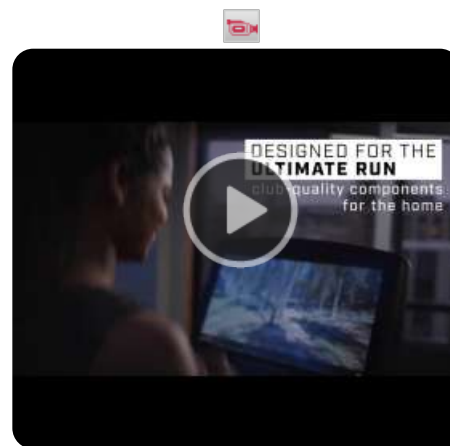 DESIGNED FOR THE
ULTIMATE RUN
club-quality components
for the home